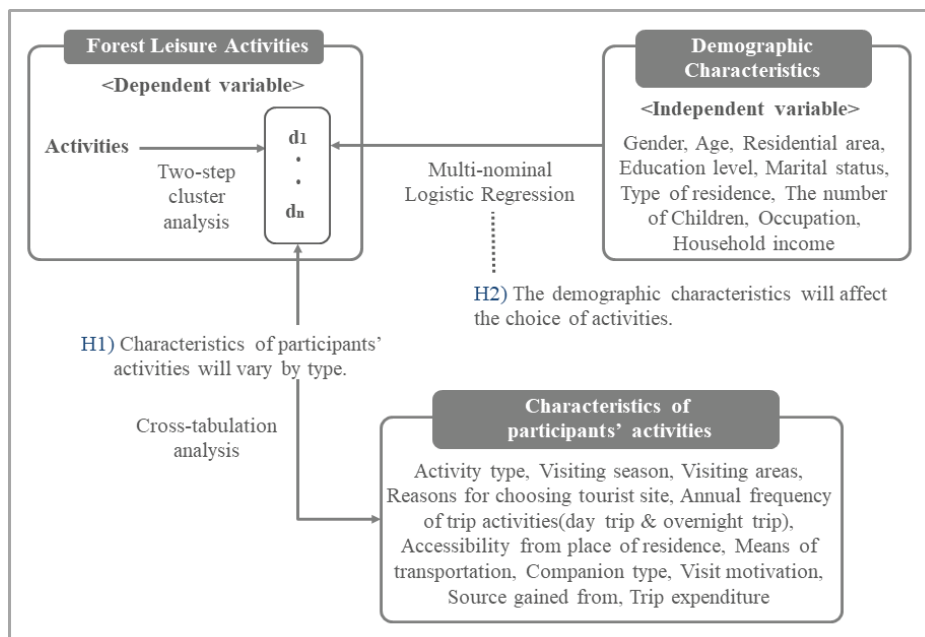 Forest Leisure Activities
<Dependent variable>
Activities
Two-step
cluster
analysis
d1
.
.
dn
Multi-nominal
Logistic Regression
Demographic
Characteristics
<Independent variable>
Gender, Age, Residential area,
Education level, Marital status,
Type of residence, The number
of Children, Occupation,
Household income
H2) The demographic characteristics will affect
the choice of activities.
H1) Characteristics of participants'
activities will vary by type.
Cross-tabulation
analysis
Characteristics of
participants' activities
Activity type, Visiting season, Visiting areas,
Reasons for choosing tourist site, Annual frequency
of trip activities(day trip & overnight trip),
Accessibility from place of residence, Means of
transportation, Companion type, Visit motivation,
Source gained from, Trip expenditure